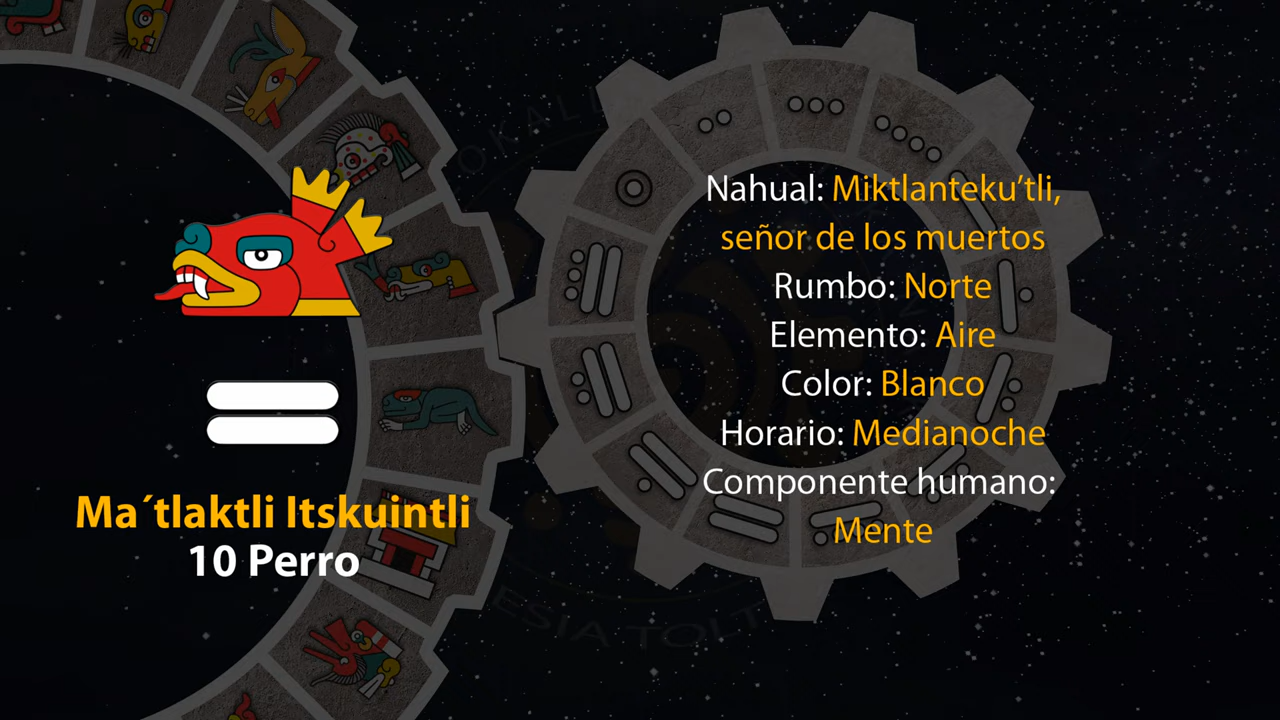 Nahual: Miktlanteku’tli,
señor de los muertos
Rumbo: Norte
Elemento: Aire
Color: Blanco
Horario: Medianoche
Componente humano:
Mente
Ma´tlaktli Itskuintli
10 Perro